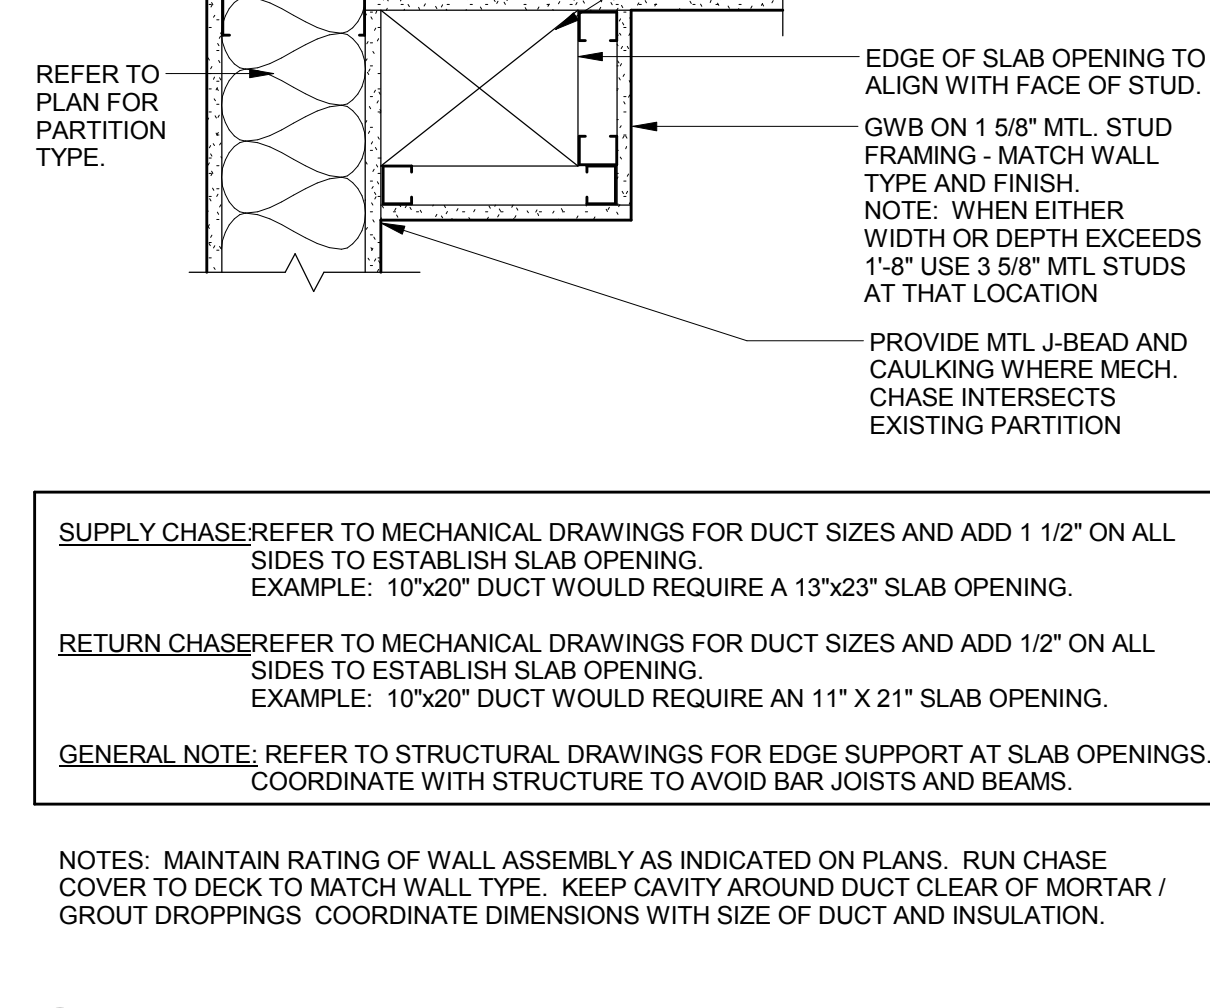 REFER TO
PLAN FOR
PARTITION
TYPE.
EDGE OF SLAB OPENING TO
ALIGN WITH FACE OF STUD.
GWB ON 1 5/8" MTL. STUD
FRAMING - MATCH WALL
TYPE AND FINISH.
NOTE: WHEN EITHER
WIDTH OR DEPTH EXCEEDS
1'-8" USE 3 5/8" MTL STUDS
AT THAT LOCATION
PROVIDE MTL J-BEAD AND
CAULKING WHERE MECH.
CHASE INTERSECTS
EXISTING PARTITION
SUPPLY CHASE: REFER TO MECHANICAL DRAWINGS FOR DUCT SIZES AND ADD 1 1/2" ON ALL
SIDES TO ESTABLISH SLAB OPENING.
EXAMPLE: 10"x20" DUCT WOULD REQUIRE A 13"x23" SLAB OPENING.
RETURN CHASE REFER TO MECHANICAL DRAWINGS FOR DUCT SIZES AND ADD 1/2" ON ALL
SIDES TO ESTABLISH SLAB OPENING.
EXAMPLE: 10"x20" DUCT WOULD REQUIRE AN 11" X 21" SLAB OPENING.
GENERAL NOTE: REFER TO STRUCTURAL DRAWINGS FOR EDGE SUPPORT AT SLAB OPENINGS.
COORDINATE WITH STRUCTURE TO AVOID BAR JOISTS AND BEAMS.
NOTES: MAINTAIN RATING OF WALL ASSEMBLY AS INDICATED ON PLANS. RUN CHASE
COVER TO DECK TO MATCH WALL TYPE. KEEP CAVITY AROUND DUCT CLEAR OF MORTAR /
GROUT DROPPINGS COORDINATE DIMENSIONS WITH SIZE OF DUCT AND INSULATION.